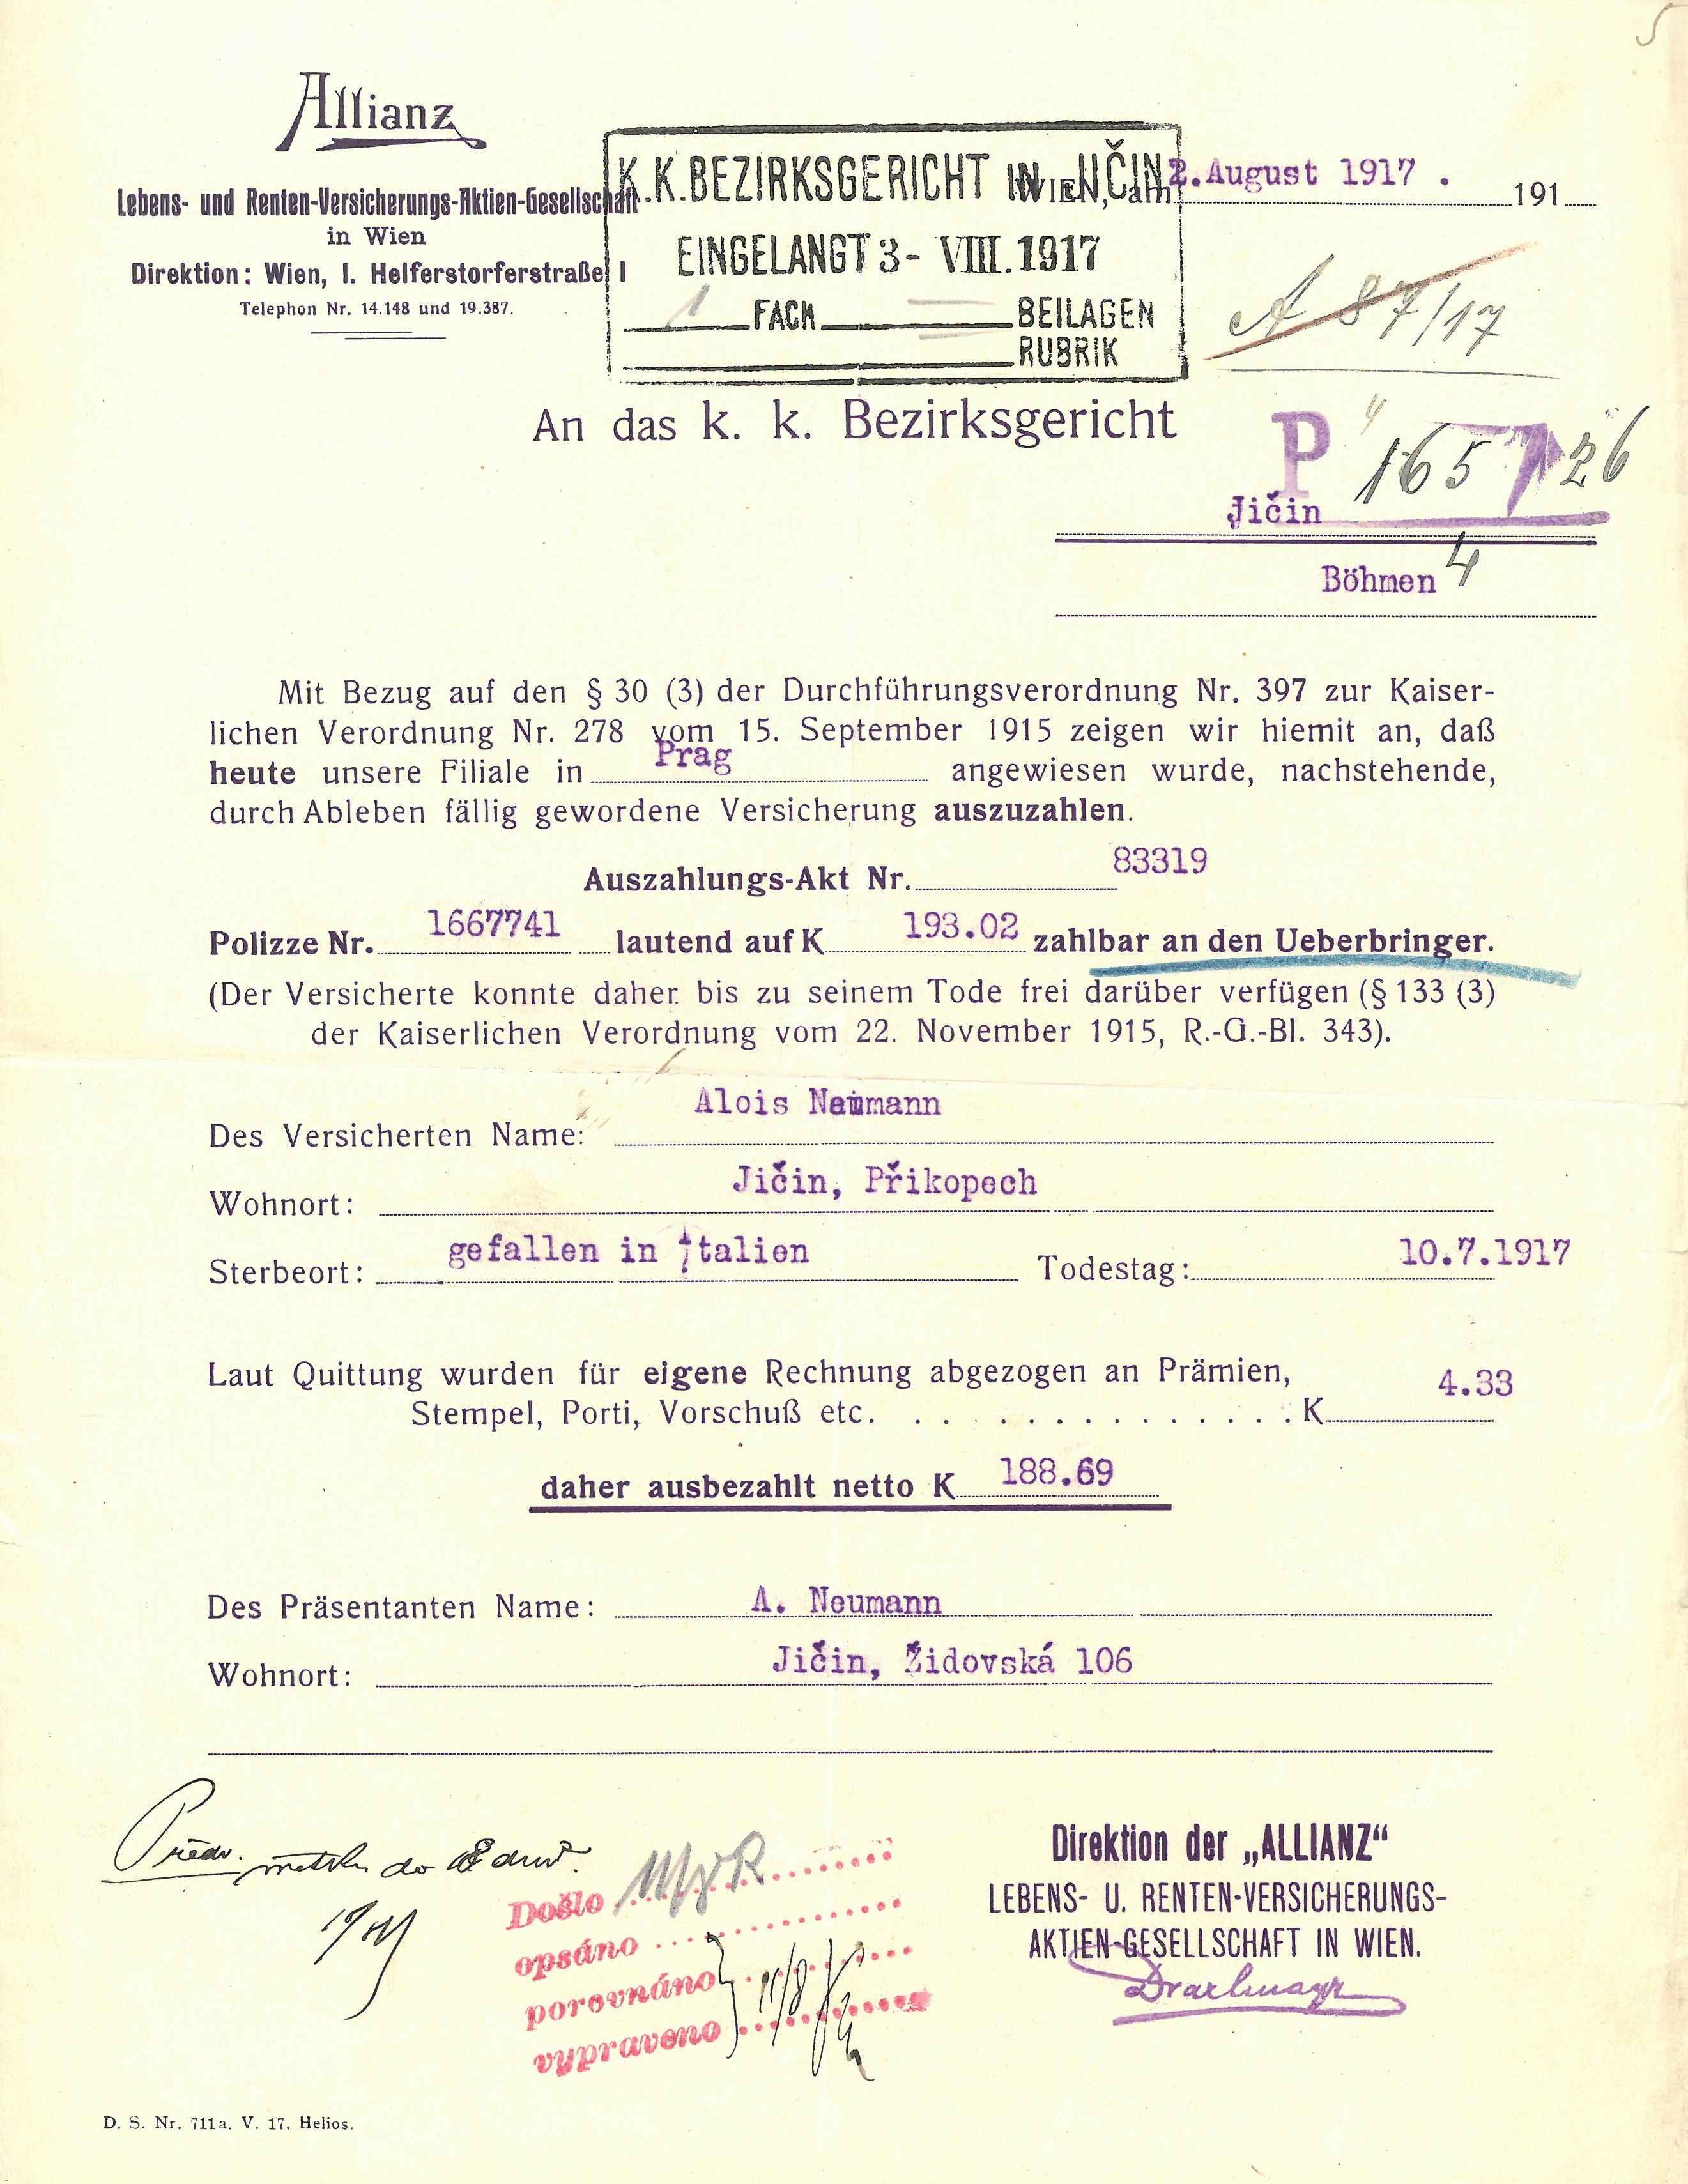 Allianz
Lebens- und Renten-Versicherungs-Aktien-Gesellschaft
in Wien
Direktion: Wien, I. Helferstorferstraße 1
Telephon Nr. 14.148 und 19.387.
K.K. BEZIRKSGERICHT IN JIČIN
EINGELANGT 3- VIII. 1917
1 FACH BEILAGEN
RUBRIK
WIEN, am 2. August 1917. 191
A 87/17
An das k. k. Bezirksgericht
P 165/26
Jičin
4
Böhmen
Mit Bezug auf den § 30 (3) der Durchführungsverordnung Nr. 397 zur Kaiser-
lichen Verordnung Nr. 278 vom 15. September 1915 zeigen wir hiemit an, daß
heute unsere Filiale in Prag angewiesen wurde, nachstehende,
durch Ableben fällig gewordene Versicherung auszuzahlen.
Auszahlungs-Akt Nr. 83319
Polizze Nr. 1667741 lautend auf K 193.02 zahlbar an den Ueberbringer.
(Der Versicherte konnte daher bis zu seinem Tode frei darüber verfügen (§ 133 (3)
der Kaiserlichen Verordnung vom 22. November 1915, R.-G.-Bl. 343).
Des Versicherten Name: Alois Neumann
Wohnort: Jičin, Přikopech
Sterbeort: gefallen in Italien Todestag: 10.7.1917
Laut Quittung wurden für eigene Rechnung abgezogen an Prämien,
Stempel, Porti, Vorschuß etc. . . . . . . . . . . . . . . K 4.33
daher ausbezahlt netto K 188.69
Des Präsentanten Name: A. Neumann
Wohnort: Jičin, Židovská 106
Došlo
opsáno
porovnáno
vypraveno
11/8
Direktion der „ALLIANZ“
LEBENS- U. RENTEN-VERSICHERUNGS-
AKTIEN-GESELLSCHAFT IN WIEN.
D. S. Nr. 711a. V. 17. Helios.